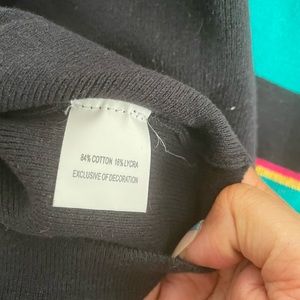 84% COTTON 16% LYCRA
EXCLUSIVE OF DECORATION